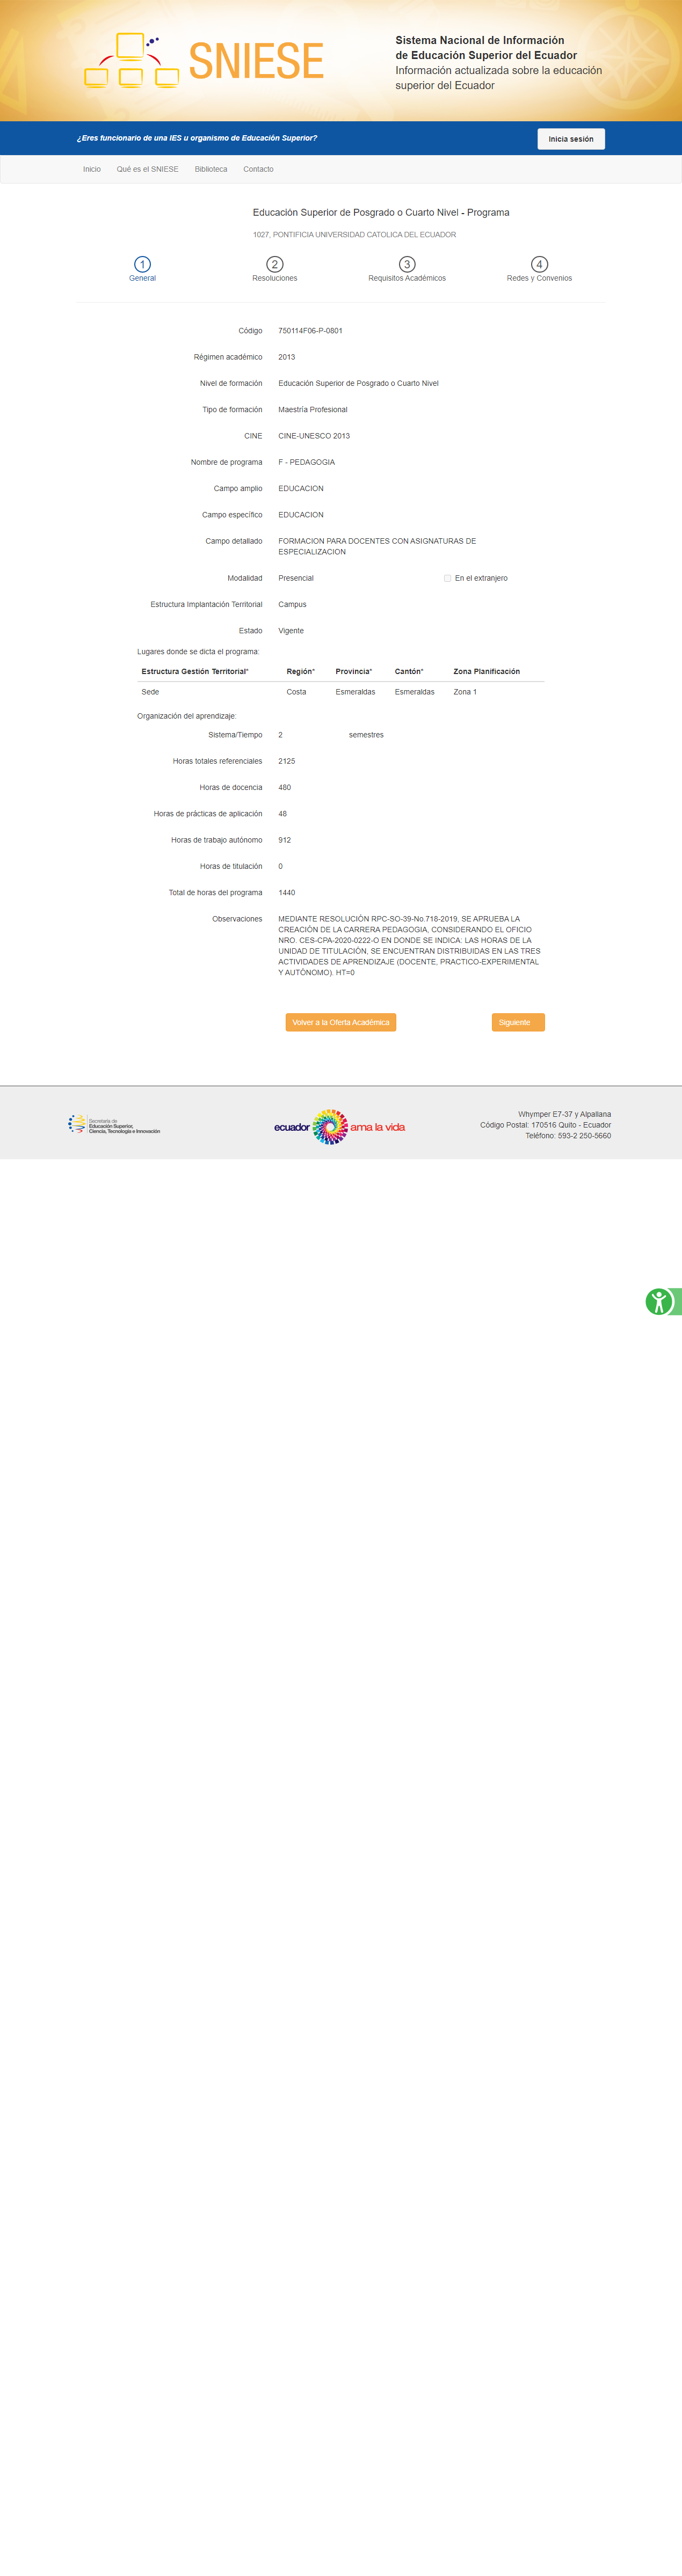 SNIESE
Sistema Nacional de Información
de Educación Superior del Ecuador
Información actualizada sobre la educación
superior del Ecuador
¿Eres funcionario de una IES u organismo de Educación Superior?
Inicia sesión
Inicio Qué es el SNIESE Biblioteca Contacto
Educación Superior de Posgrado o Cuarto Nivel - Programa
1027, PONTIFICIA UNIVERSIDAD CATOLICA DEL ECUADOR
1 2 3 4
General Resoluciones Requisitos Académicos Redes y Convenios
Código 750114F06-P-0801
Régimen académico 2013
Nivel de formación Educación Superior de Posgrado o Cuarto Nivel
Tipo de formación Maestría Profesional
CINE CINE-UNESCO 2013
Nombre de programa F - PEDAGOGIA
Campo amplio EDUCACION
Campo específico EDUCACION
Campo detallado FORMACION PARA DOCENTES CON ASIGNATURAS DE
ESPECIALIZACION
Modalidad Presencial En el extranjero
Estructura Implantación Territorial Campus
Estado Vigente
Lugares donde se dicta el programa:
Estructura Gestión Territorial* Región* Provincia* Cantón* Zona Planificación
Sede Costa Esmeraldas Esmeraldas Zona 1
Organización del aprendizaje:
Sistema/Tiempo 2 semestres
Horas totales referenciales 2125
Horas de docencia 480
Horas de prácticas de aplicación 48
Horas de trabajo autónomo 912
Horas de titulación 0
Total de horas del programa 1440
Observaciones MEDIANTE RESOLUCIÓN RPC-SO-39-No.718-2019, SE APRUEBA LA
CREACIÓN DE LA CARRERA PEDAGOGIA, CONSIDERANDO EL OFICIO
NRO. CES-CPA-2020-0222-O EN DONDE SE INDICA: LAS HORAS DE LA
UNIDAD DE TITULACIÓN, SE ENCUENTRAN DISTRIBUIDAS EN LAS TRES
ACTIVIDADES DE APRENDIZAJE (DOCENTE, PRACTICO-EXPERIMENTAL
Y AUTÓNOMO). HT=0
Volver a la Oferta Académica Siguiente
Secretaría de
Educación Superior,
Ciencia, Tecnología e Innovación
ecuador ama la vida
Whymper E7-37 y Alpallana
Código Postal: 170516 Quito - Ecuador
Teléfono: 593-2 250-5660